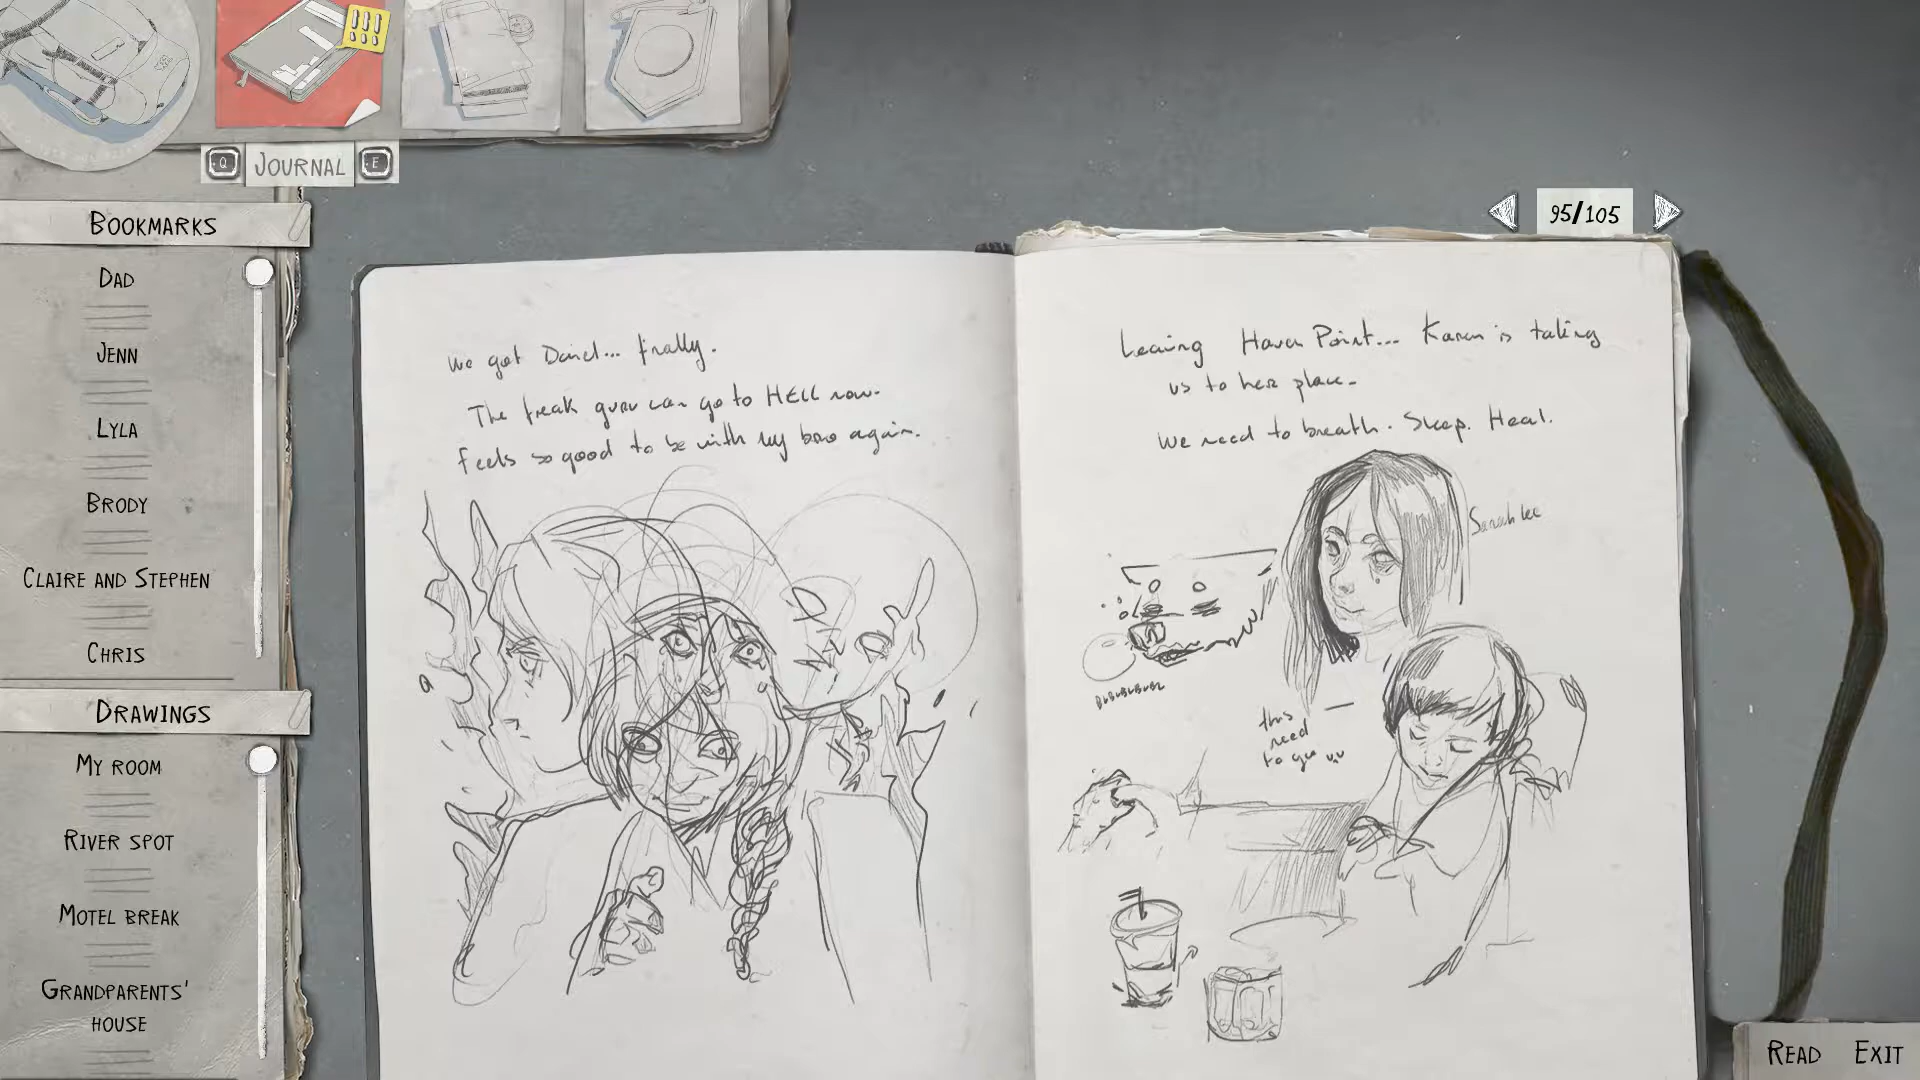 Q JOURNAL E
BOOKMARKS
DAD
JENN
LYLA
BRODY
CLAIRE AND STEPHEN
CHRIS
DRAWINGS
MY ROOM
RIVER SPOT
MOTEL BREAK
GRANDPARENTS'
HOUSE
95/105
We got Daniel... finally.
The freak guru can go to HELL now.
Feels so good to be with my bro again.
Leaving Haven Point... Karen is taking
us to her place.
We need to breath. Sleep. Heal.
Sarah lee
BUBUBUBUBU
this
need
to
READ EXIT